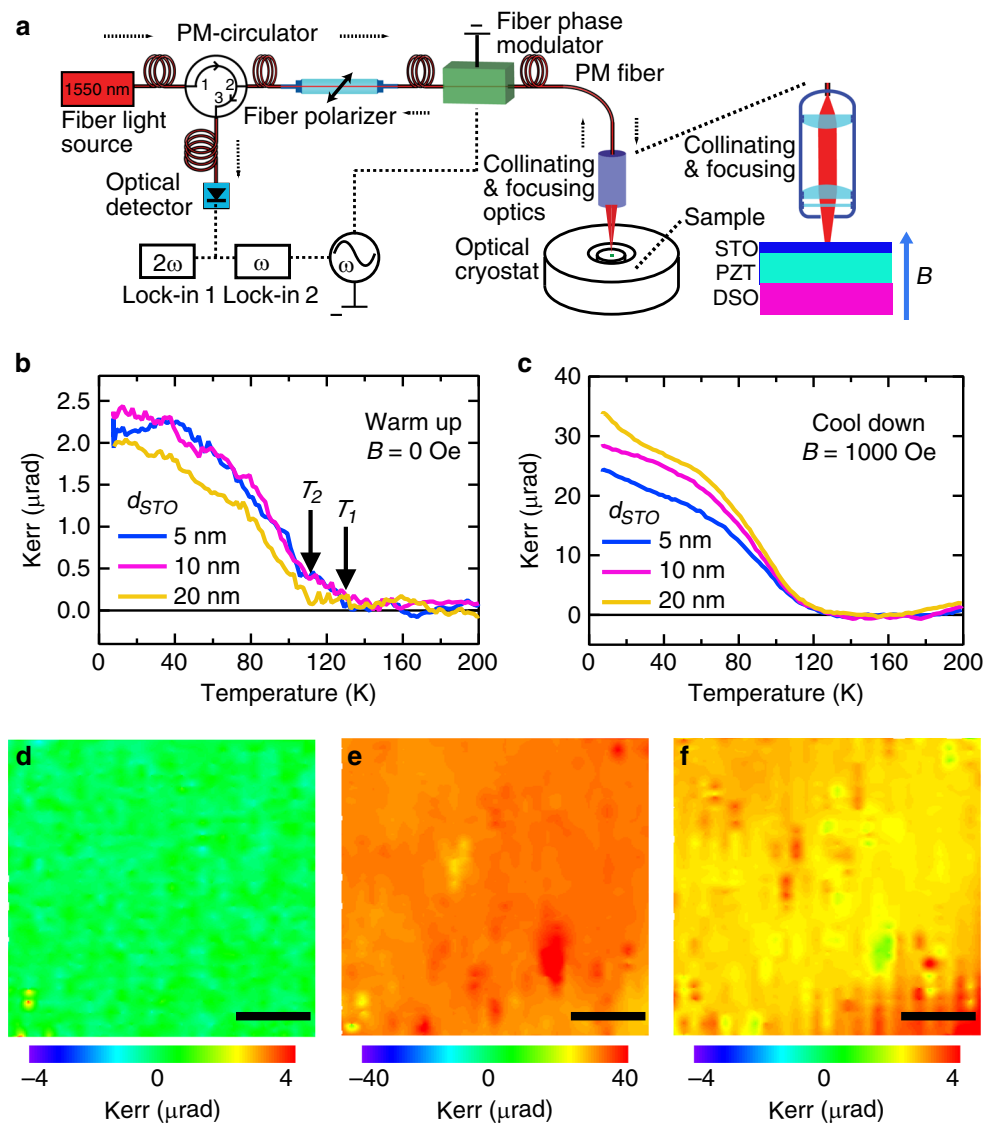 a
PM-circulator
Fiber phase
modulator
PM fiber
1550 nm
1
2
3
Fiber light
source
Fiber polarizer
Optical
detector
Collinating
& focusing
optics
Collinating
& focusing
Sample
Optical
cryostat
STO
PZT
DSO
B
2ω
ω
ω
Lock-in 1
Lock-in 2
b
Warm up
B = 0 Oe
T2
T1
dSTO
5 nm
10 nm
20 nm
Kerr (μrad)
2.5
2.0
1.5
1.0
0.5
0.0
0 40 80 120 160 200
Temperature (K)
c
Cool down
B = 1000 Oe
dSTO
5 nm
10 nm
20 nm
Kerr (μrad)
40
30
20
10
0
0 40 80 120 160 200
Temperature (K)
d
–4 0 4
Kerr (μrad)
e
–40 0 40
Kerr (μrad)
f
–4 0 4
Kerr (μrad)